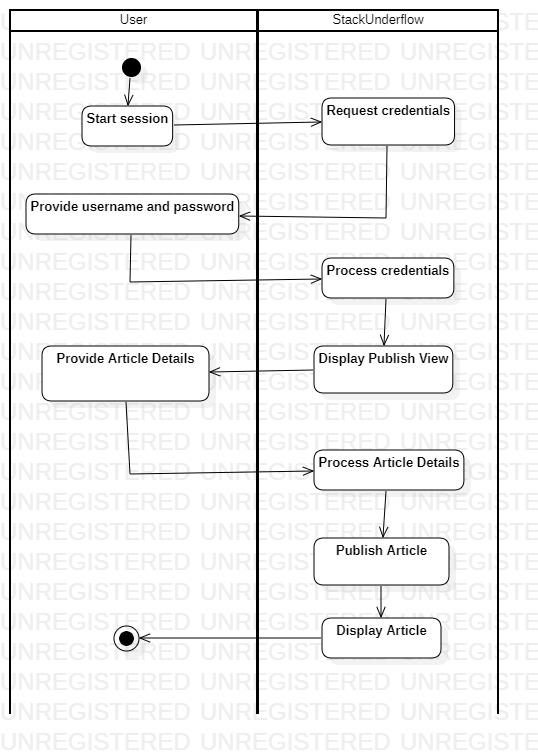 User
StackUnderflow
Start session
Request credentials
Provide username and password
Process credentials
Provide Article Details
Display Publish View
Process Article Details
Publish Article
Display Article
UNREGISTERED UNREGISTERED UNREGISTERED